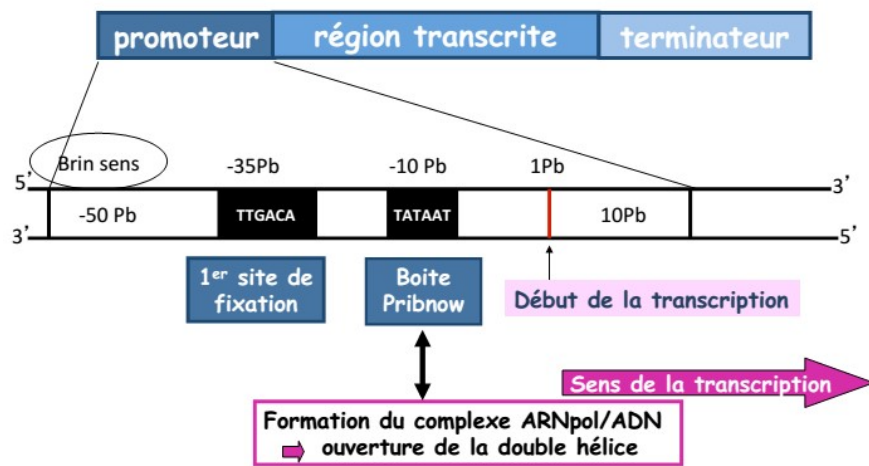 promoteur région transcrite terminateur
Brin sens -35Pb -10 Pb 1Pb
5’ 3’
-50 Pb TTGACA TATAAT 10Pb
3’ 5’
1er site de
fixation
Boite
Pribnow
Début de la transcription
Sens de la transcription
Formation du complexe ARNpol/ADN
ouverture de la double hélice